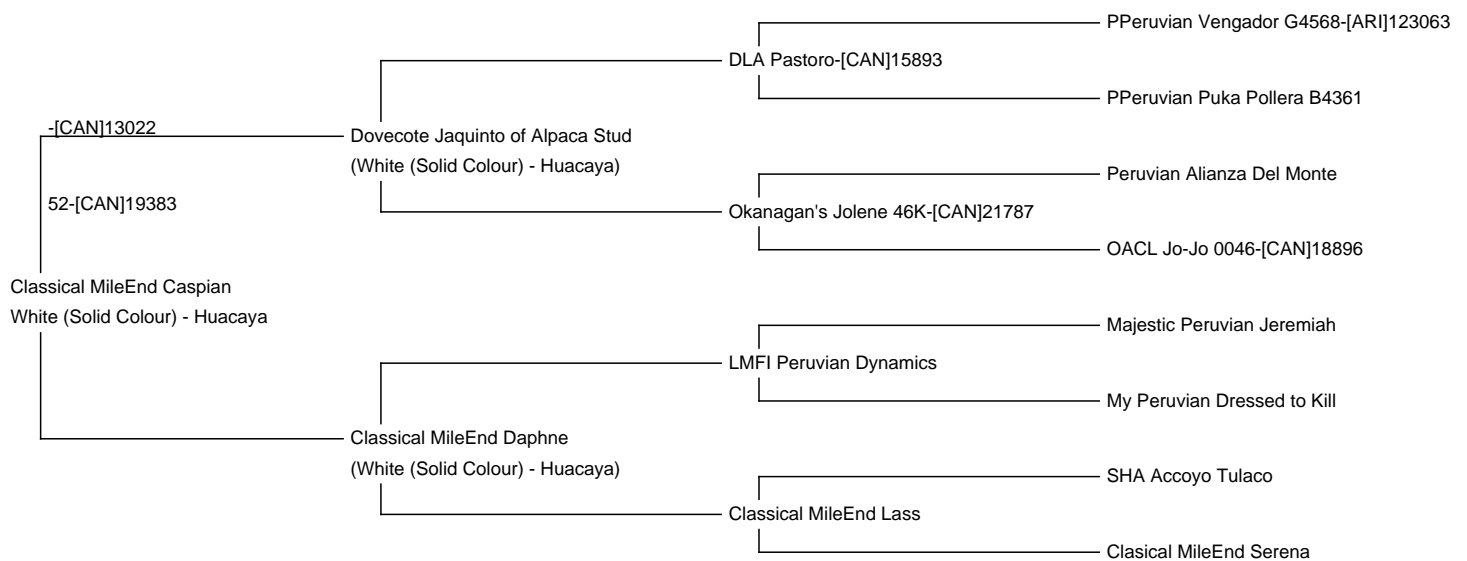 PPeruvian Vengador G4568-[ARI]123063
DLA Pastoro-[CAN]15893
PPeruvian Puka Pollera B4361
-[CAN]13022
Dovecote Jaquinto of Alpaca Stud
(White (Solid Colour) - Huacaya)
Peruvian Alianza Del Monte
52-[CAN]19383
Okanagan's Jolene 46K-[CAN]21787
OACL Jo-Jo 0046-[CAN]18896
Classical MileEnd Caspian
White (Solid Colour) - Huacaya
Majestic Peruvian Jeremiah
LMFI Peruvian Dynamics
My Peruvian Dressed to Kill
Classical MileEnd Daphne
(White (Solid Colour) - Huacaya)
SHA Accoyo Tulaco
Classical MileEnd Lass
Clasical MileEnd Serena